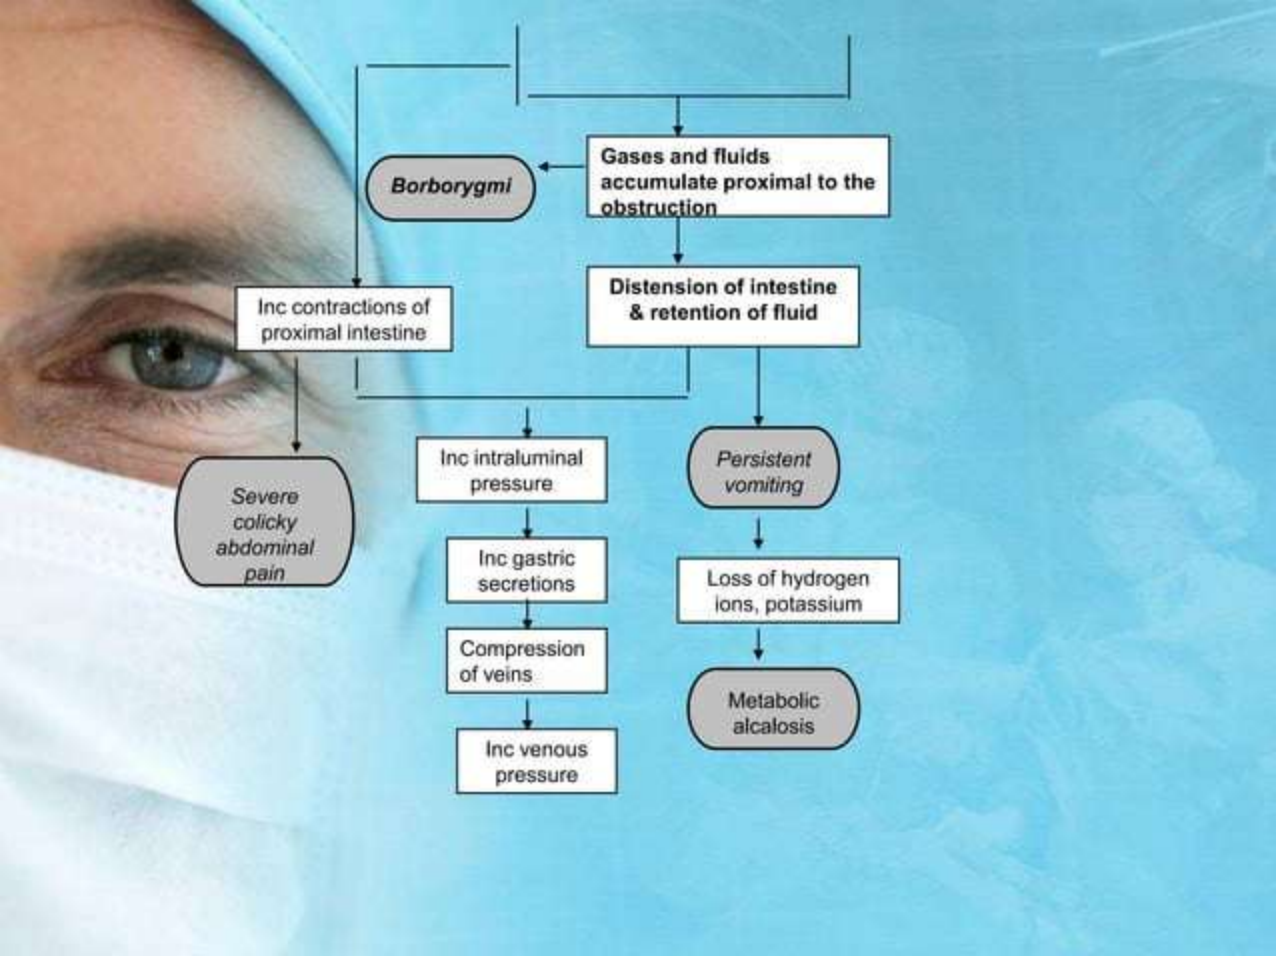 Gases and fluids
accumulate proximal to the
obstruction
Borborygmi
Distension of intestine
& retention of fluid
Inc contractions of
proximal intestine
Inc intraluminal
pressure
Persistent
vomiting
Severe
colicky
abdominal
pain
Inc gastric
secretions
Loss of hydrogen
ions, potassium
Compression
of veins
Metabolic
alcalosis
Inc venous
pressure